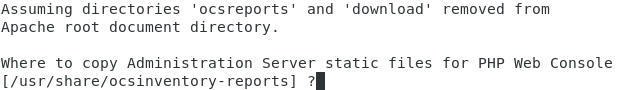 Assuming directories 'ocsreports' and 'download' removed from
Apache root document directory.
Where to copy Administration Server static files for PHP Web Console
[/usr/share/ocsinventory-reports] ?